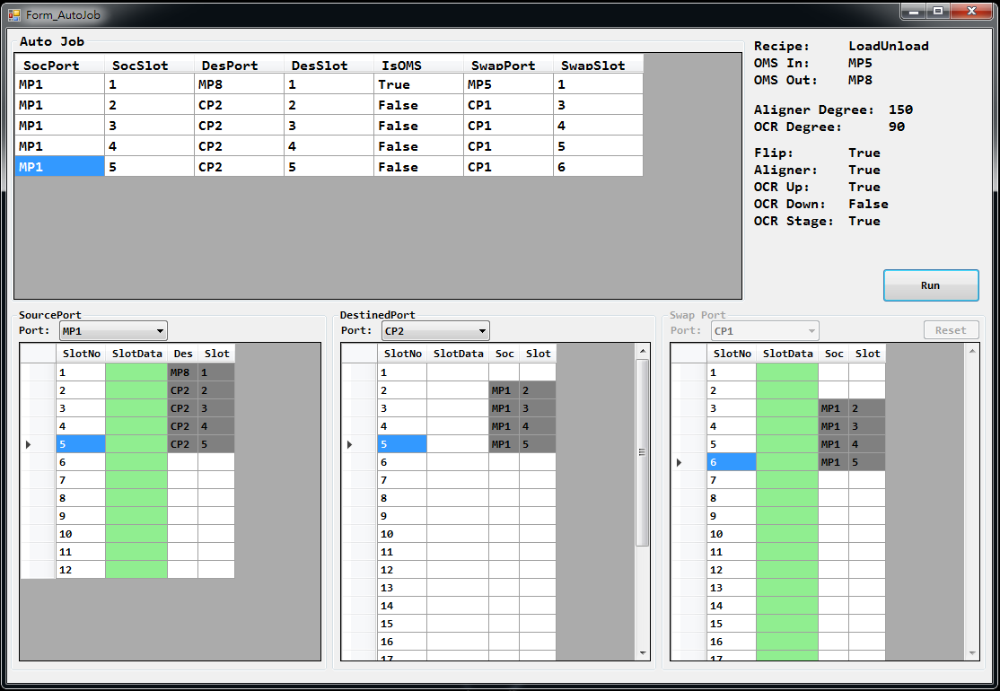 Form_AutoJob
Auto Job
SocPort SocSlot DesPort DesSlot IsOMS SwapPort SwapSlot
MP1 1 MP8 1 True MP5 1
MP1 2 CP2 2 False CP1 3
MP1 3 CP2 3 False CP1 4
MP1 4 CP2 4 False CP1 5
MP1 5 CP2 5 False CP1 6
Recipe: LoadUnload
OMS In: MP5
OMS Out: MP8
Aligner Degree: 150
OCR Degree: 90
Flip: True
Aligner: True
OCR Up: True
OCR Down: False
OCR Stage: True
Run
SourcePort
Port: MP1
SlotNo SlotData Des Slot
1 MP8 1
2 CP2 2
3 CP2 3
4 CP2 4
5 CP2 5
6
7
8
9
10
11
12
DestinedPort
Port: CP2
SlotNo SlotData Soc Slot
1
2 MP1 2
3 MP1 3
4 MP1 4
5 MP1 5
6
7
8
9
10
11
12
13
14
15
16
17
Swap Port
Port: CP1 Reset
SlotNo SlotData Soc Slot
1
2
3 MP1 2
4 MP1 3
5 MP1 4
6 MP1 5
7
8
9
10
11
12
13
14
15
16
17